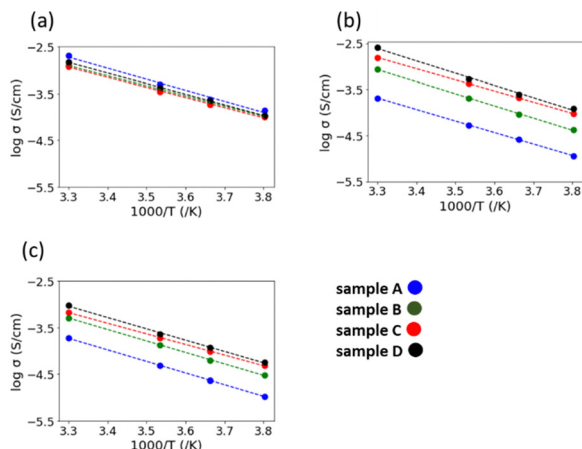 (a)
−2.5
−3.5
−4.5
−5.5
log σ (S/cm)
3.3 3.4 3.5 3.6 3.7 3.8
1000/T (/K)
(b)
−2.5
−3.5
−4.5
−5.5
log σ (S/cm)
3.3 3.4 3.5 3.6 3.7 3.8
1000/T (/K)
(c)
−2.5
−3.5
−4.5
−5.5
log σ (S/cm)
3.3 3.4 3.5 3.6 3.7 3.8
1000/T (/K)
sample A
sample B
sample C
sample D